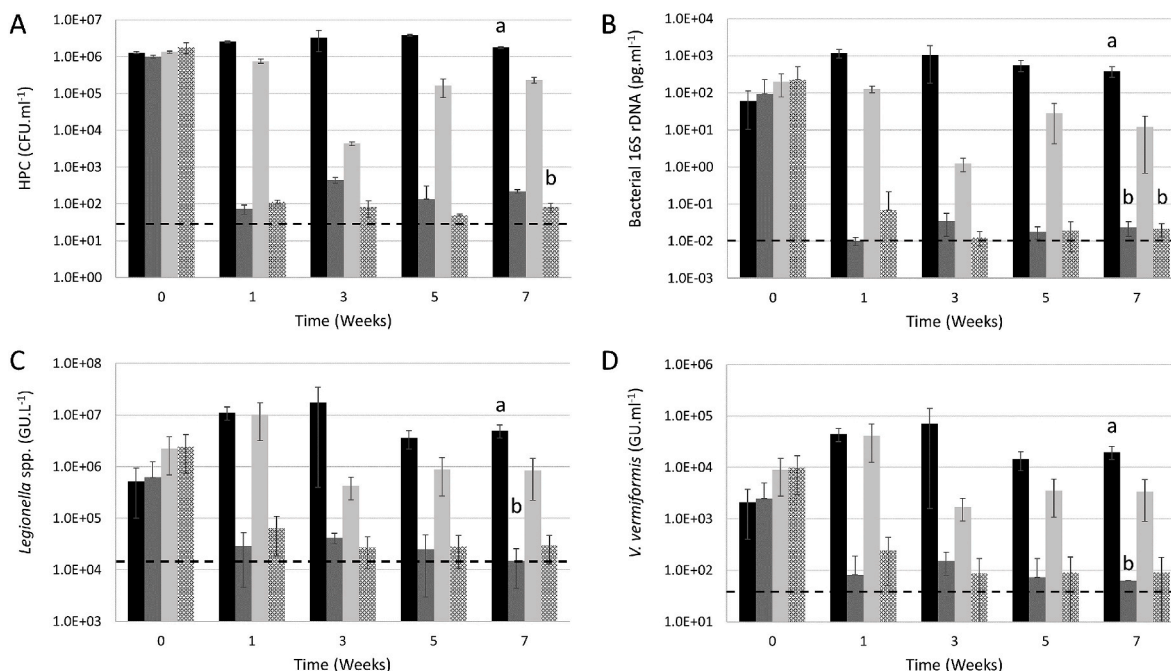 A
HPC (CFU.ml-1)
1.0E+07
1.0E+06
1.0E+05
1.0E+04
1.0E+03
1.0E+02
1.0E+01
1.0E+00
a
b
0 1 3 5 7
Time (Weeks)
B
Bacterial 16S rDNA (pg.ml-1)
1.0E+04
1.0E+03
1.0E+02
1.0E+01
1.0E+00
1.0E-01
1.0E-02
1.0E-03
a
b b
0 1 3 5 7
Time (Weeks)
C
Legionella spp. (GU.L-1)
1.0E+08
1.0E+07
1.0E+06
1.0E+05
1.0E+04
1.0E+03
a
b
0 1 3 5 7
Time (Weeks)
D
V. vermiformis (GU.ml-1)
1.0E+06
1.0E+05
1.0E+04
1.0E+03
1.0E+02
1.0E+01
a
b
0 1 3 5 7
Time (Weeks)